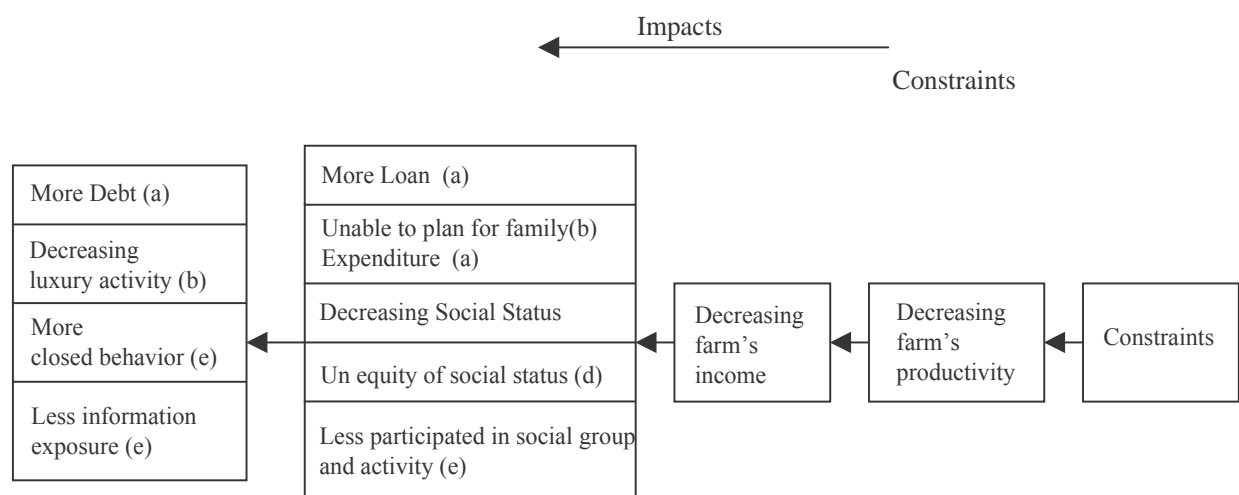 Impacts
Constraints
More Debt (a)
Decreasing
luxury activity (b)
More
closed behavior (e)
Less information
exposure (e)
More Loan (a)
Unable to plan for family(b)
Expenditure (a)
Decreasing Social Status
Un equity of social status (d)
Less participated in social group
and activity (e)
Decreasing
farm's
income
Decreasing
farm's
productivity
Constraints